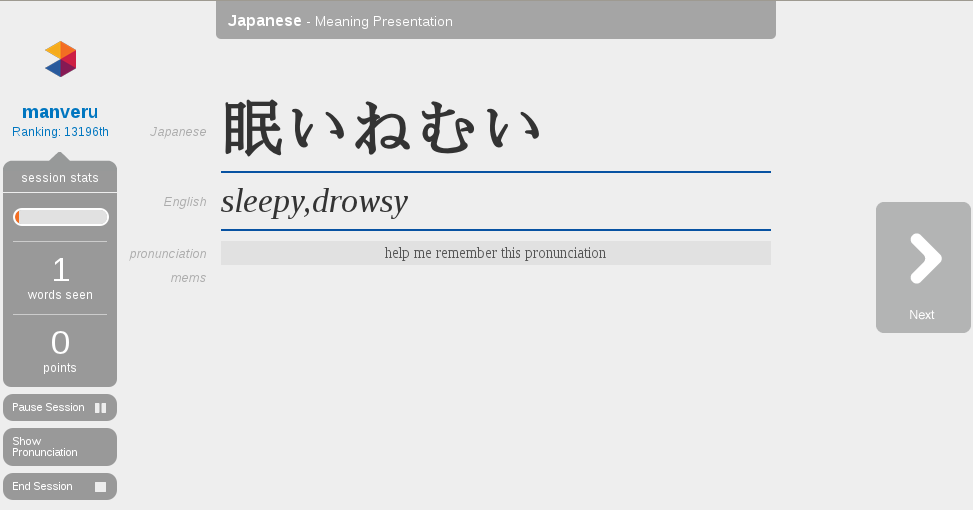 Japanese - Meaning Presentation
manveru
Ranking: 13196th
session stats
1
words seen
0
points
Pause Session
Show
Pronunciation
End Session
Japanese
眠いねむい
English
sleepy,drowsy
pronunciation
help me remember this pronunciation
mems
Next